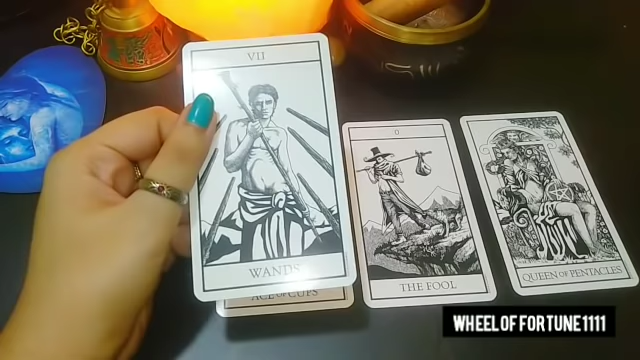 VII
WANDS
ACE OF CUPS
0
THE FOOL
QUEEN OF PENTACLES
WHEEL OF FORTUNE 1111